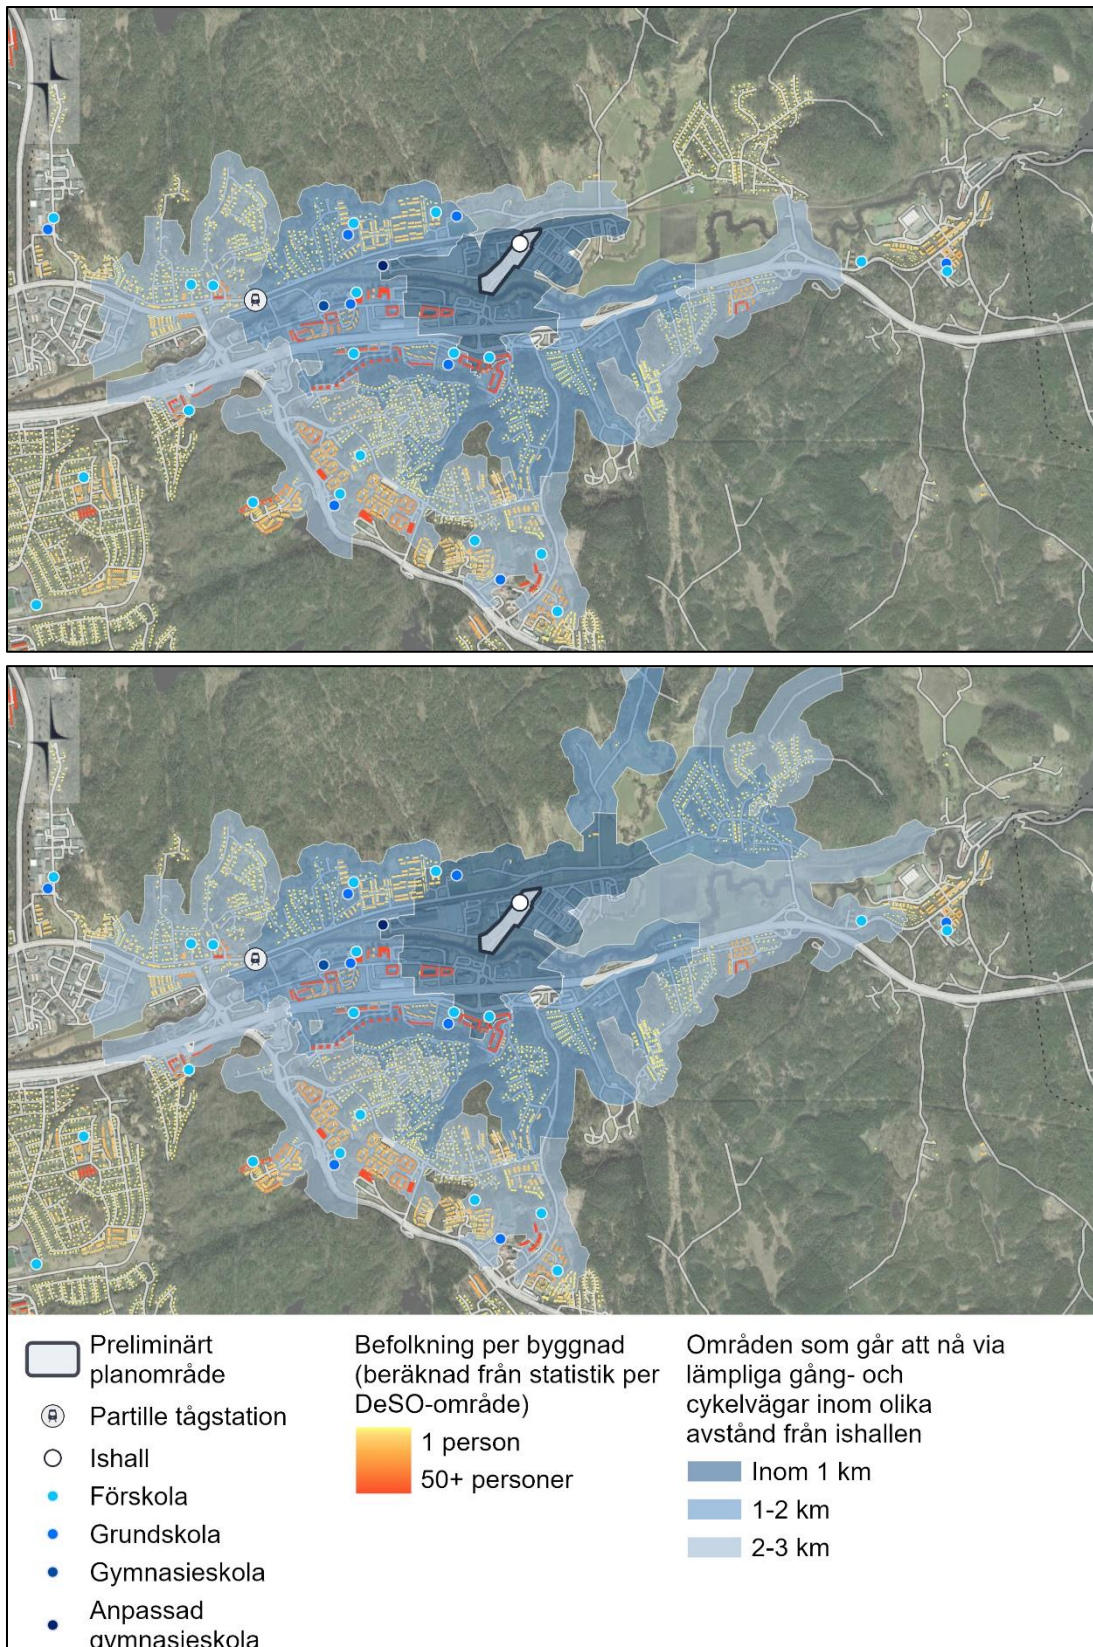 Preliminärt
planområde
Partille tågstation
Ishall
Förskola
Grundskola
Gymnasieskola
Anpassad
gymnasieskola
Befolkning per byggnad
(beräknad från statistik per
DeSO-område)
1 person
50+ personer
Områden som går att nå via
lämpliga gång- och
cykelvägar inom olika
avstånd från ishallen
Inom 1 km
1-2 km
2-3 km